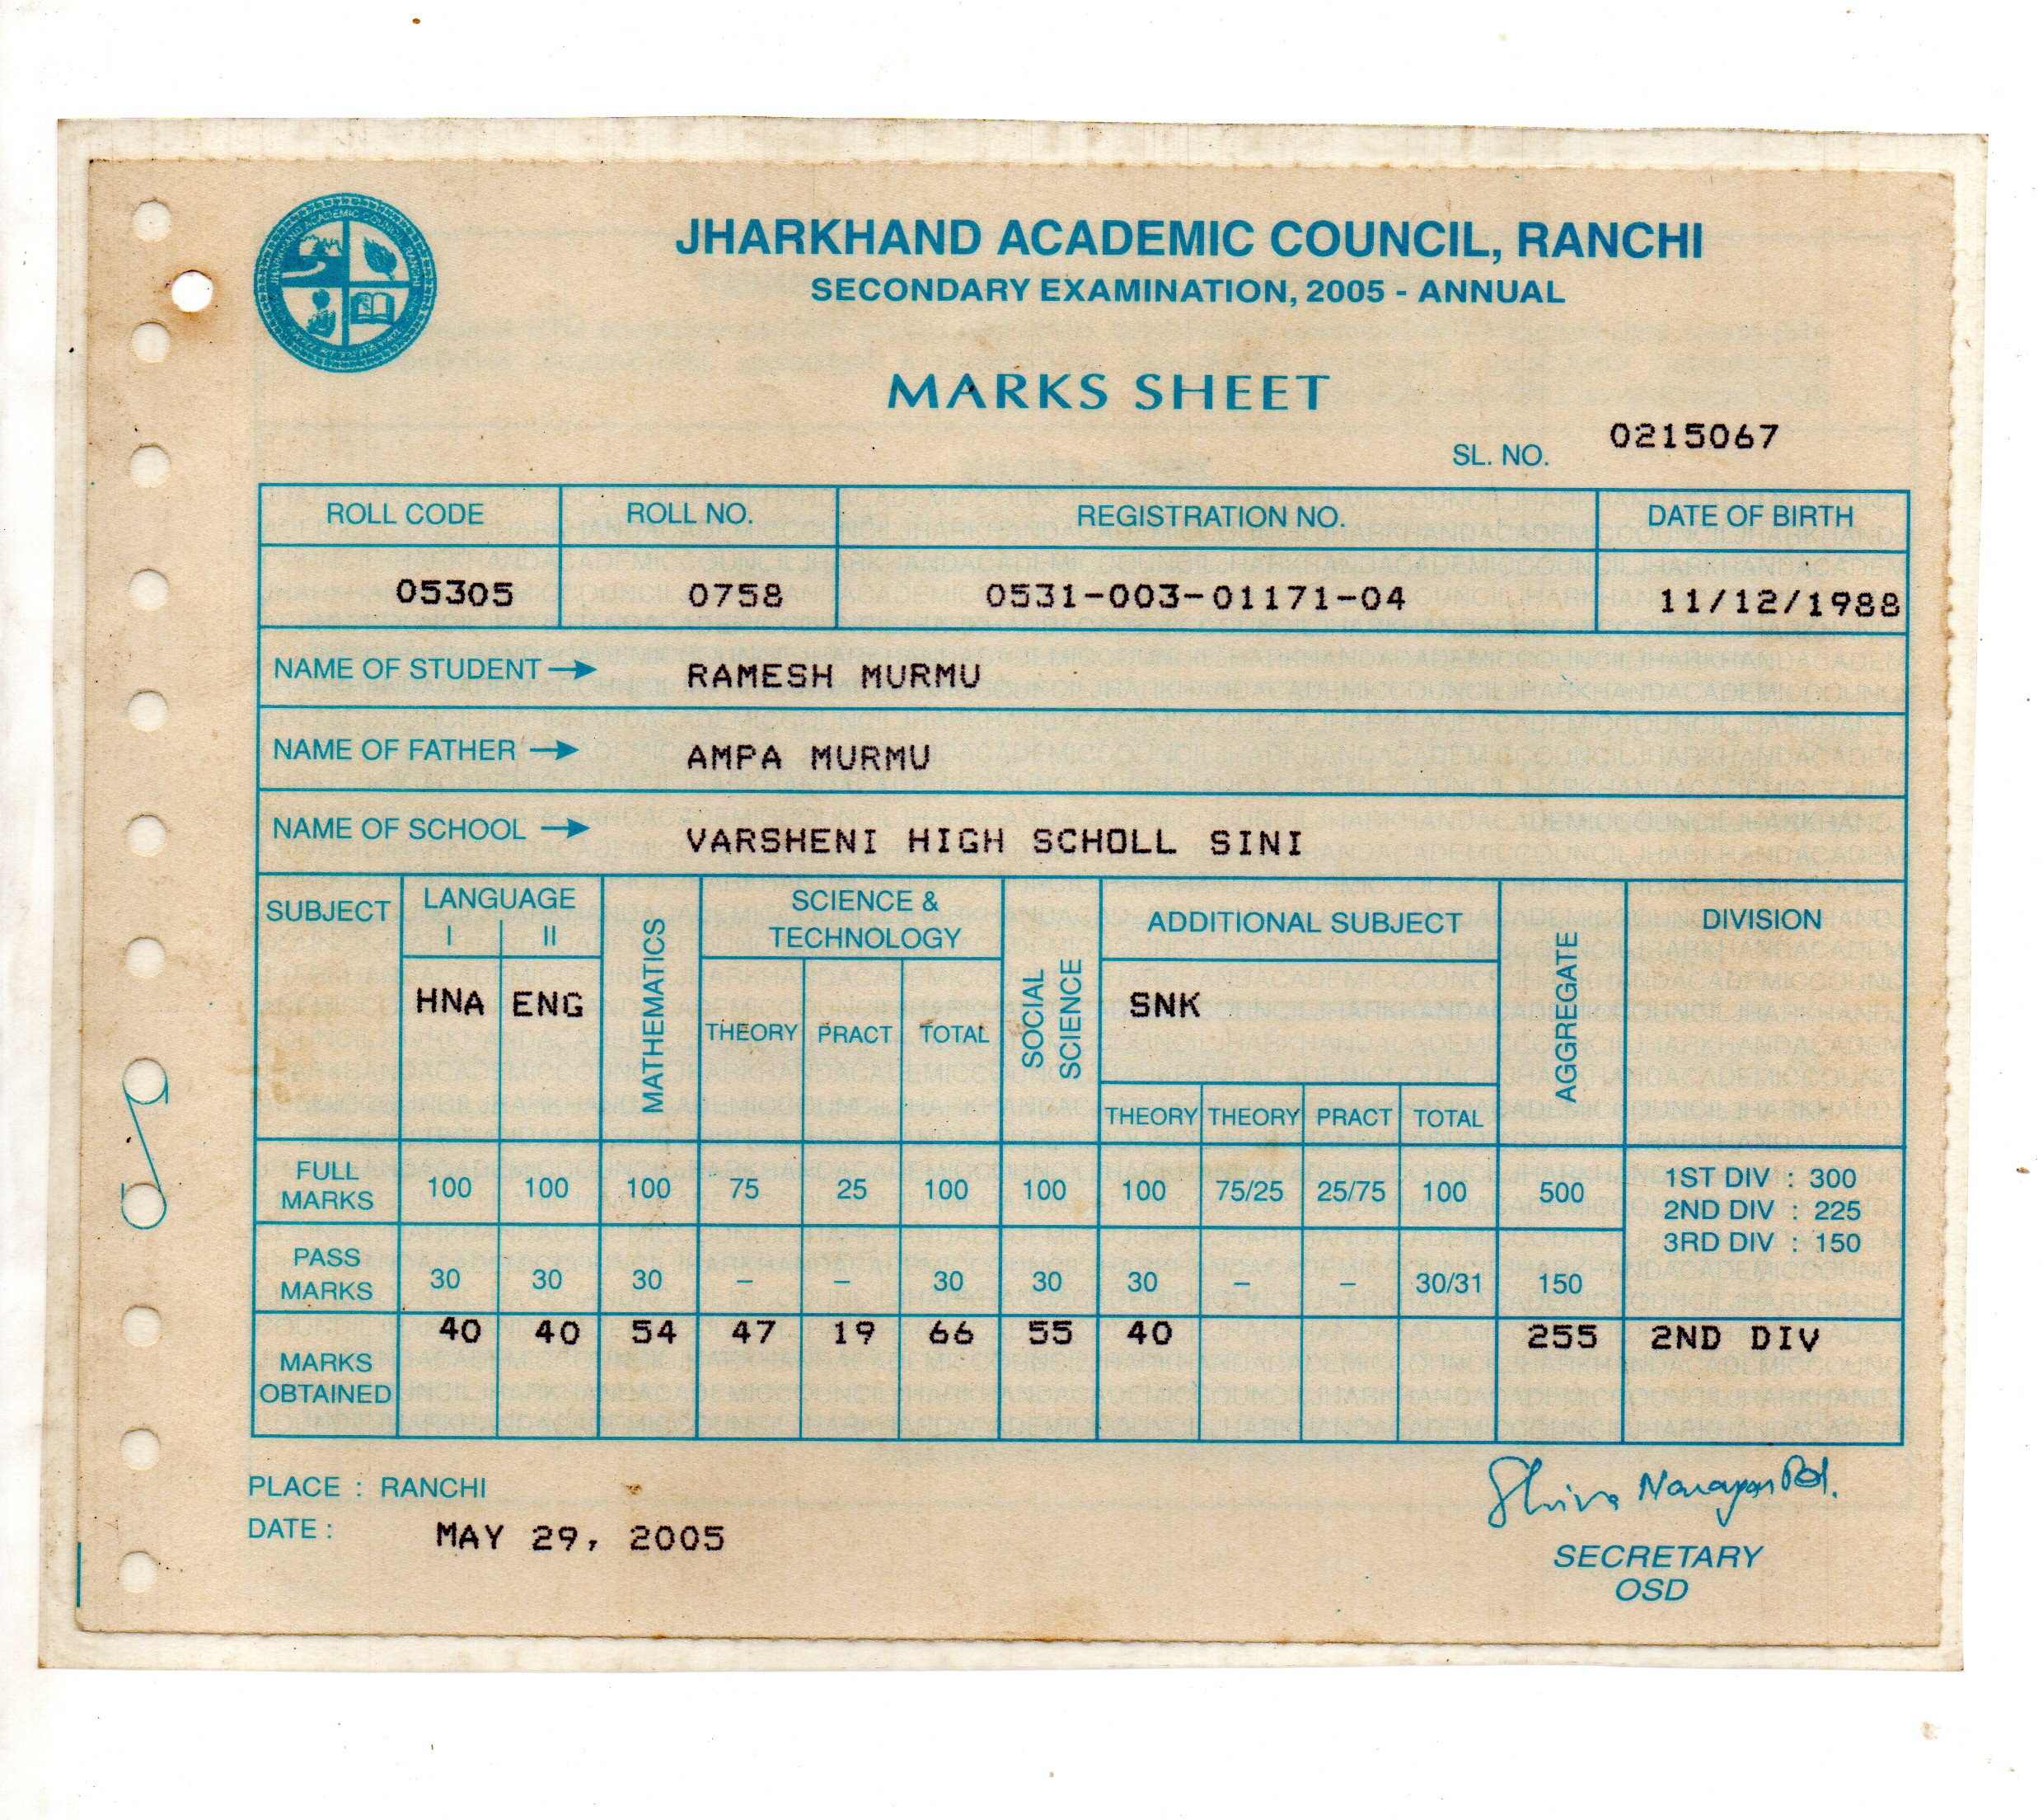 JHARKHAND ACADEMIC COUNCIL, RANCHI
SECONDARY EXAMINATION, 2005 - ANNUAL
MARKS SHEET
SL. NO. 0215067
ROLL CODE ROLL NO. REGISTRATION NO. DATE OF BIRTH
05305 0758 0531-003-01171-04 11/12/1988
NAME OF STUDENT → RAMESH MURMU
NAME OF FATHER → AMPA MURMU
NAME OF SCHOOL → VARSHENI HIGH SCHOLL SINI
SUBJECT LANGUAGE I II MATHEMATICS SCIENCE & TECHNOLOGY SOCIAL SCIENCE ADDITIONAL SUBJECT AGGREGATE DIVISION
HNA ENG THEORY PRACT TOTAL SNK
THEORY THEORY PRACT TOTAL
FULL MARKS 100 100 100 75 25 100 100 100 75/25 25/75 100 500 1ST DIV : 300
2ND DIV : 225
3RD DIV : 150
PASS MARKS 30 30 30 – – 30 30 30 – – 30/31 150
MARKS OBTAINED 40 40 54 47 19 66 55 40 255 2ND DIV
PLACE : RANCHI
DATE : MAY 29, 2005
Shiva Narayan Pd.
SECRETARY
OSD